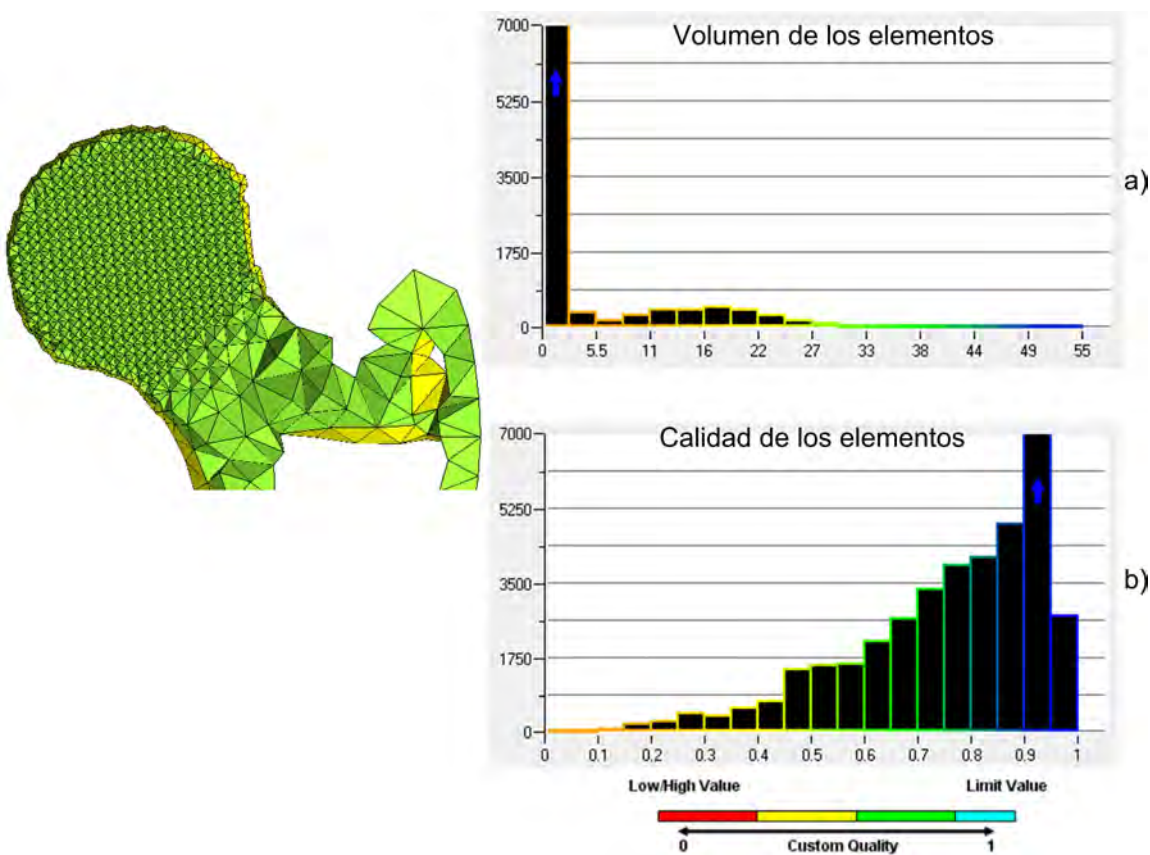 Volumen de los elementos
7000
5250
3500
1750
0
0 5.5 11 16 22 27 33 38 44 49 55
a)
Calidad de los elementos
7000
5250
3500
1750
0
0 0.1 0.2 0.3 0.4 0.5 0.6 0.7 0.8 0.9 1
b)
Low/High Value Limit Value
0 Custom Quality 1